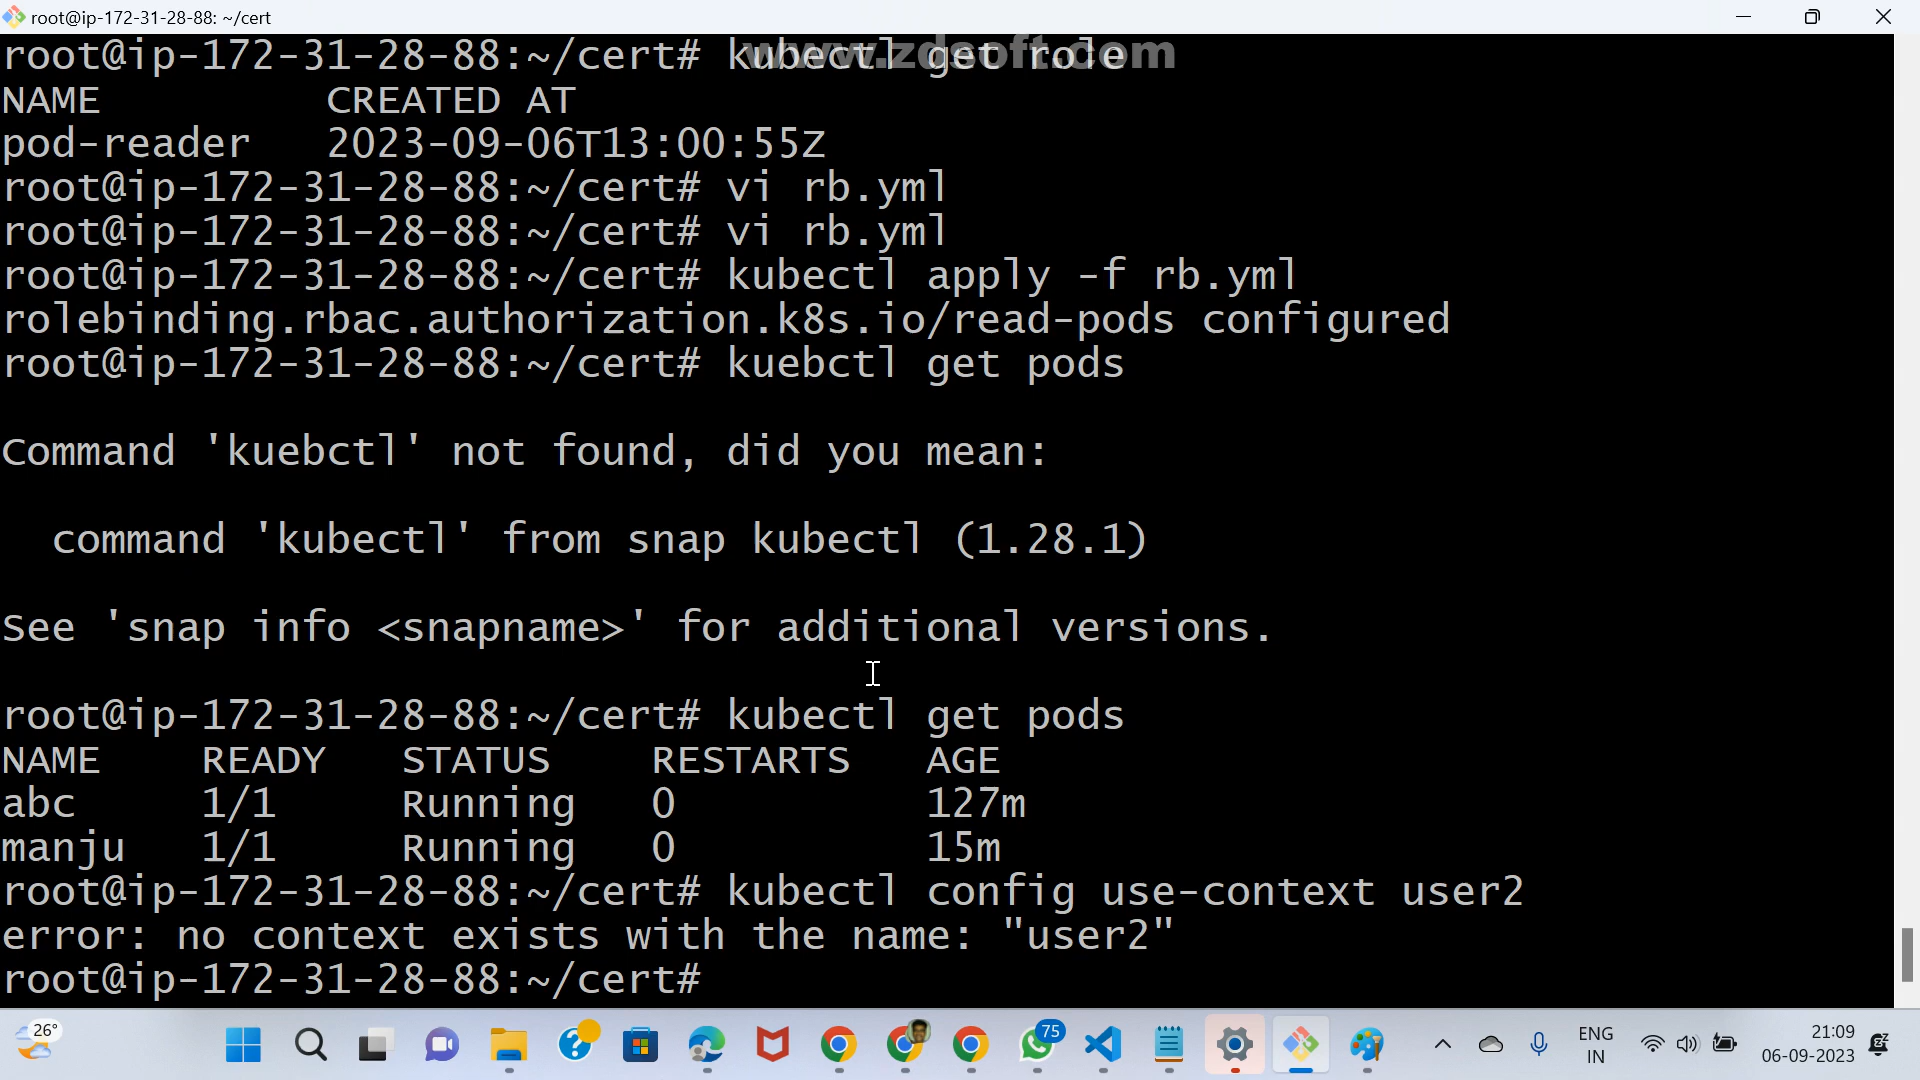 root@ip-172-31-28-88: ~/cert
root@ip-172-31-28-88:~/cert# kubectl get role
www.zdsoft.com
NAME CREATED AT
pod-reader 2023-09-06T13:00:55Z
root@ip-172-31-28-88:~/cert# vi rb.yml
root@ip-172-31-28-88:~/cert# vi rb.yml
root@ip-172-31-28-88:~/cert# kubectl apply -f rb.yml
rolebinding.rbac.authorization.k8s.io/read-pods configured
root@ip-172-31-28-88:~/cert# kuebctl get pods
Command 'kuebctl' not found, did you mean:
command 'kubectl' from snap kubectl (1.28.1)
See 'snap info <snapname>' for additional versions.
root@ip-172-31-28-88:~/cert# kubectl get pods
NAME READY STATUS RESTARTS AGE
abc 1/1 Running 0 127m
manju 1/1 Running 0 15m
root@ip-172-31-28-88:~/cert# kubectl config use-context user2
error: no context exists with the name: "user2"
root@ip-172-31-28-88:~/cert#
26°
75
ENG
IN
21:09
06-09-2023